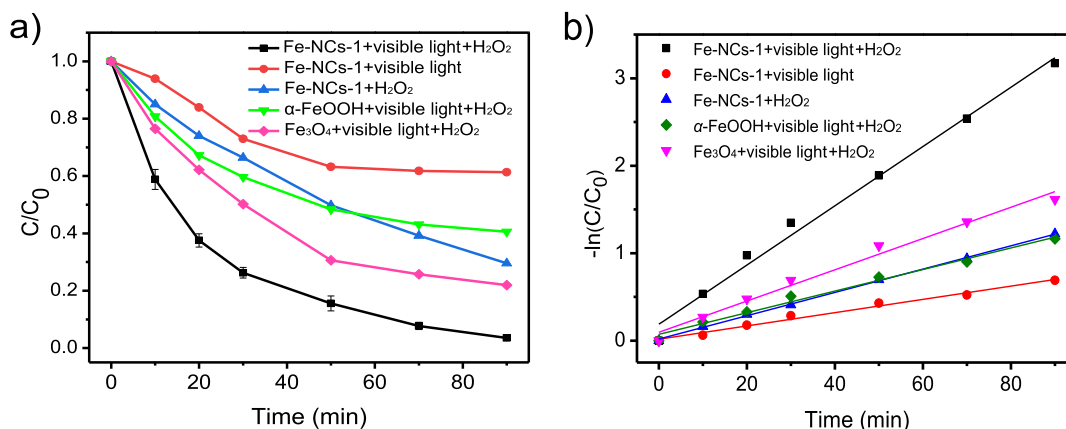 a)
Fe-NCs-1+visible light+H₂O₂
Fe-NCs-1+visible light
Fe-NCs-1+H₂O₂
α-FeOOH+visible light+H₂O₂
Fe₃O₄+visible light+H₂O₂
1.0
0.8
0.6
0.4
0.2
0.0
C/C₀
0 20 40 60 80
Time (min)
b)
Fe-NCs-1+visible light+H₂O₂
Fe-NCs-1+visible light
Fe-NCs-1+H₂O₂
α-FeOOH+visible light+H₂O₂
Fe₃O₄+visible light+H₂O₂
3
2
1
0
-ln(C/C₀)
0 20 40 60 80
Time (min)